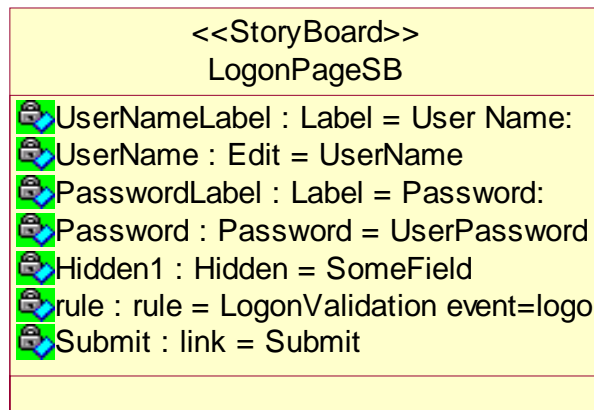 <<StoryBoard>>
LogonPageSB
UserNameLabel : Label = User Name:
UserName : Edit = UserName
PasswordLabel : Label = Password:
Password : Password = UserPassword
Hidden1 : Hidden = SomeField
rule : rule = LogonValidation event=logo
Submit : link = Submit